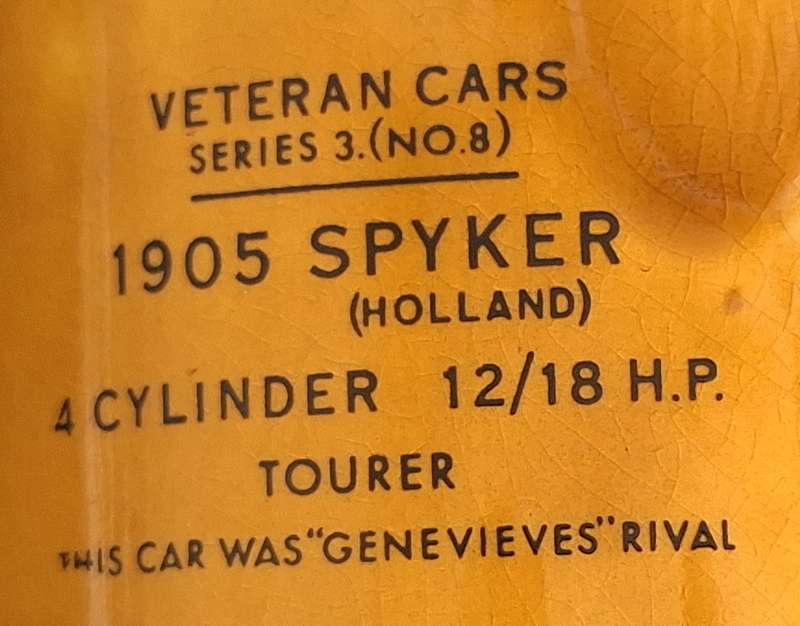 VETERAN CARS
SERIES 3.(NO.8)
1905 SPYKER
(HOLLAND)
4 CYLINDER 12/18 H.P.
TOURER
THIS CAR WAS "GENEVIEVES" RIVAL